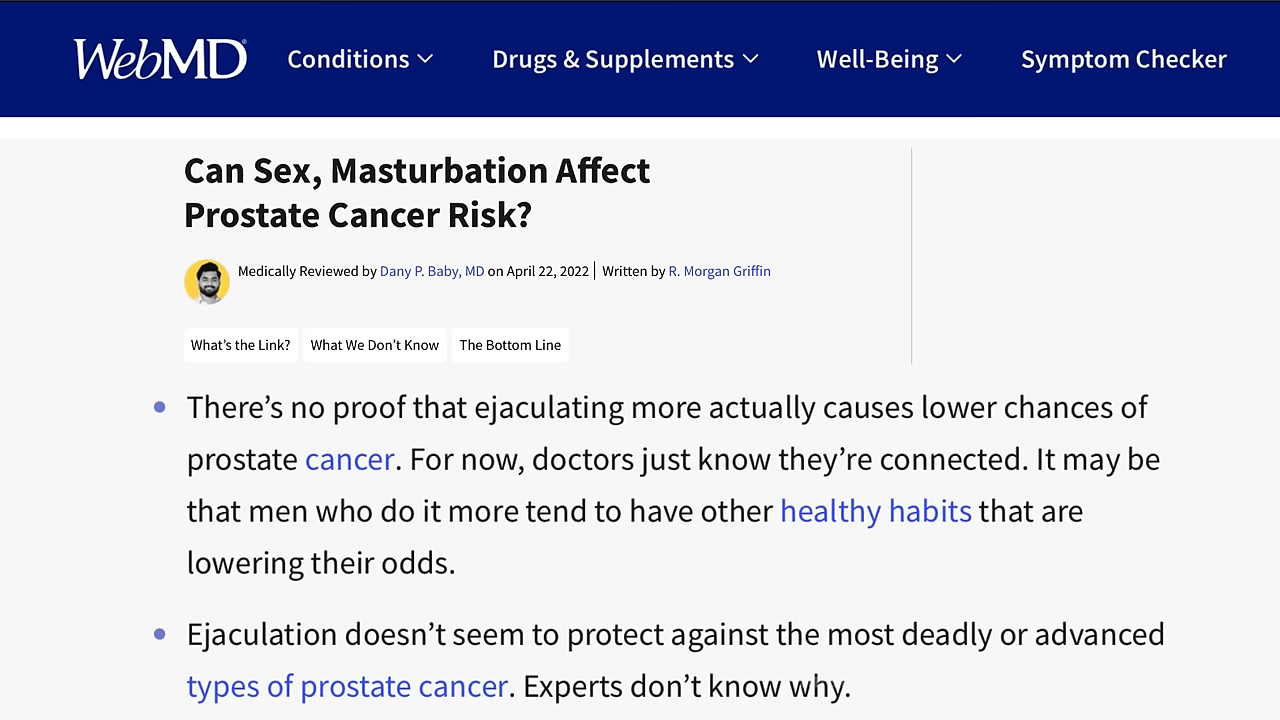 WebMD Conditions Drugs & Supplements Well-Being Symptom Checker
Can Sex, Masturbation Affect
Prostate Cancer Risk?
Medically Reviewed by Dany P. Baby, MD on April 22, 2022 | Written by R. Morgan Griffin
What’s the Link? What We Don’t Know The Bottom Line
• There’s no proof that ejaculating more actually causes lower chances of
prostate cancer. For now, doctors just know they’re connected. It may be
that men who do it more tend to have other healthy habits that are
lowering their odds.
• Ejaculation doesn’t seem to protect against the most deadly or advanced
types of prostate cancer. Experts don’t know why.